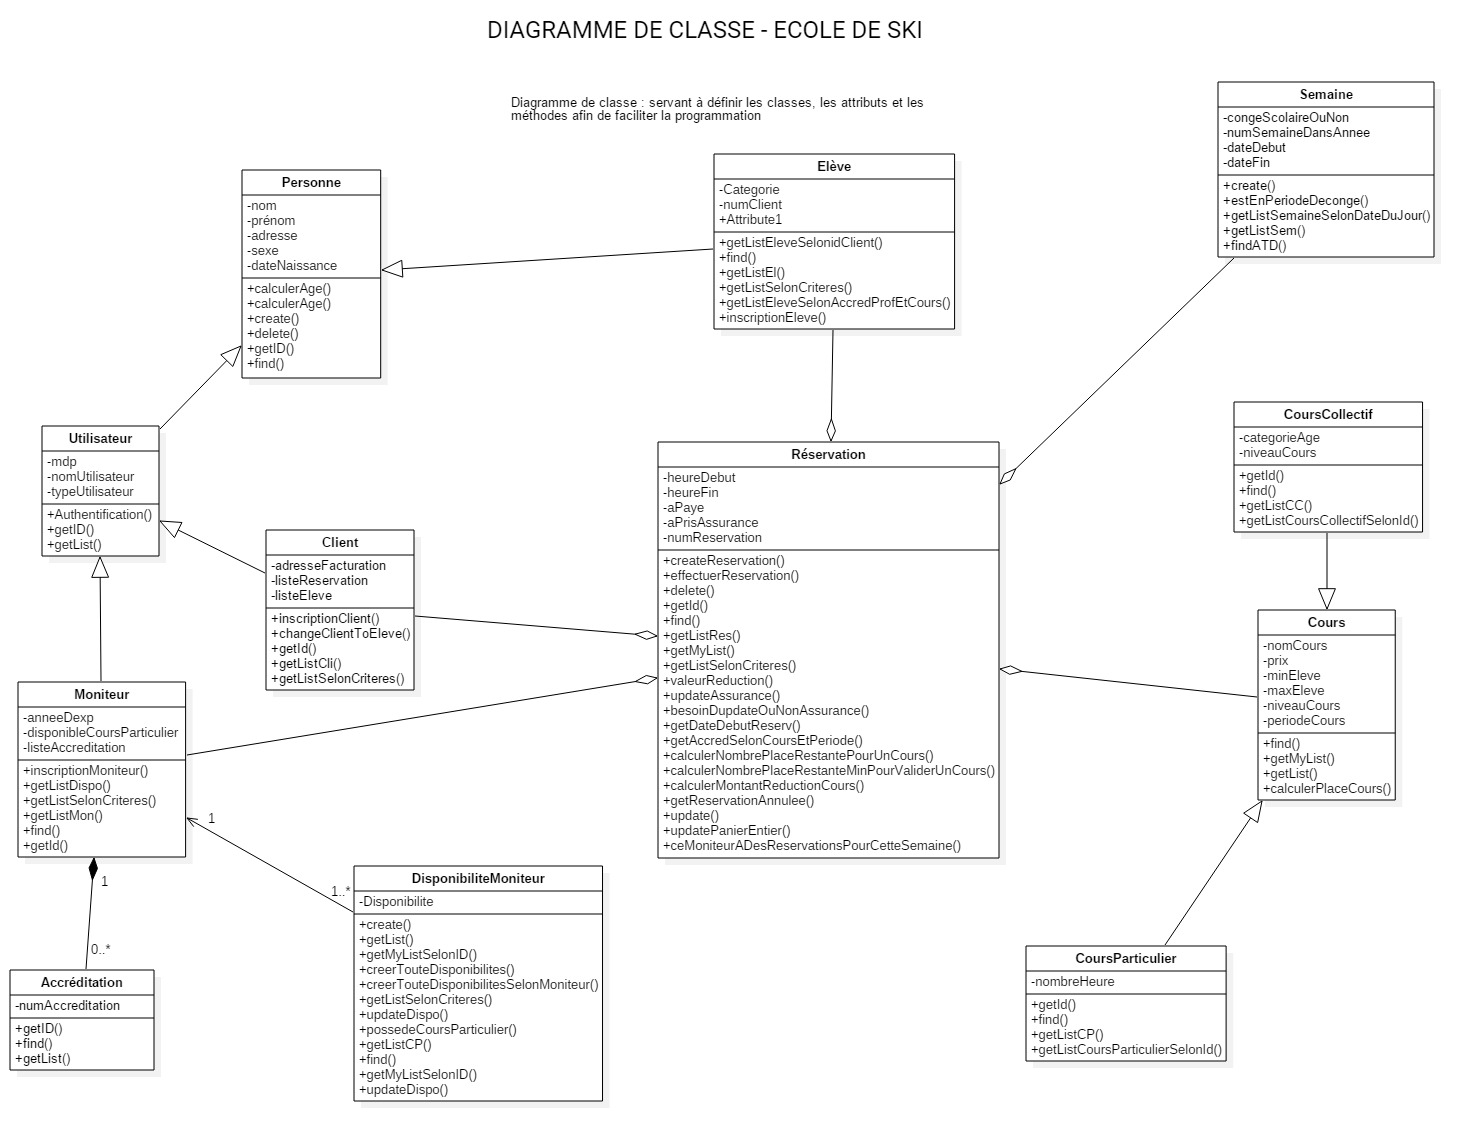 DIAGRAMME DE CLASSE - ECOLE DE SKI
Diagramme de classe : servant à définir les classes, les attributs et les
méthodes afin de faciliter la programmation
Semaine
-congeScolaireOuNon
-numSemaineDansAnnee
-dateDebut
-dateFin
+create()
+estEnPeriodeDeconge()
+getListSemaineSelonDateDuJour()
+getListSem()
+findATD()
Elève
-Categorie
-numClient
+Attribute1
+getListEleveSelonidClient()
+find()
+getListEl()
+getListSelonCriteres()
+getListEleveSelonAccredProfEtCours()
+inscriptionEleve()
Personne
-nom
-prénom
-adresse
-sexe
-dateNaissance
+calculerAge()
+calculerAge()
+create()
+delete()
+getID()
+find()
Utilisateur
-mdp
-nomUtilisateur
-typeUtilisateur
+Authentification()
+getID()
+getList()
Client
-adresseFacturation
-listeReservation
-listeEleve
+inscriptionClient()
+changeClientToEleve()
+getId()
+getListCli()
+getListSelonCriteres()
Réservation
-heureDebut
-heureFin
-aPaye
-aPrisAssurance
-numReservation
+createReservation()
+effectuerReservation()
+delete()
+getId()
+find()
+getListRes()
+getMyList()
+getListSelonCriteres()
+valeurReduction()
+updateAssurance()
+besoinDupdateOuNonAssurance()
+getDateDebutReserv()
+getAccredSelonCoursEtPeriode()
+calculerNombrePlaceRestantePourUnCours()
+calculerNombrePlaceRestanteMinPourValiderUnCours()
+calculerMontantReductionCours()
+getReservationAnnulee()
+update()
+updatePanierEntier()
+ceMoniteurADesReservationsPourCetteSemaine()
CoursCollectif
-categorieAge
-niveauCours
+getId()
+find()
+getListCC()
+getListCoursCollectifSelonId()
Cours
-nomCours
-prix
-minEleve
-maxEleve
-niveauCours
-periodeCours
+find()
+getMyList()
+getList()
+calculerPlaceCours()
Moniteur
-anneeDexp
-disponibleCoursParticulier
-listeAccreditation
+inscriptionMoniteur()
+getListDispo()
+getListSelonCriteres()
+getListMon()
+find()
+getId()
1
1..*
1
0..*
DisponibiliteMoniteur
-Disponibilite
+create()
+getList()
+getMyListSelonID()
+creerTouteDisponibilites()
+creerTouteDisponibilitesSelonMoniteur()
+getListSelonCriteres()
+updateDispo()
+possedeCoursParticulier()
+getListCP()
+find()
+getMyListSelonID()
+updateDispo()
Accréditation
-numAccreditation
+getID()
+find()
+getList()
CoursParticulier
-nombreHeure
+getId()
+find()
+getListCP()
+getListCoursParticulierSelonId()